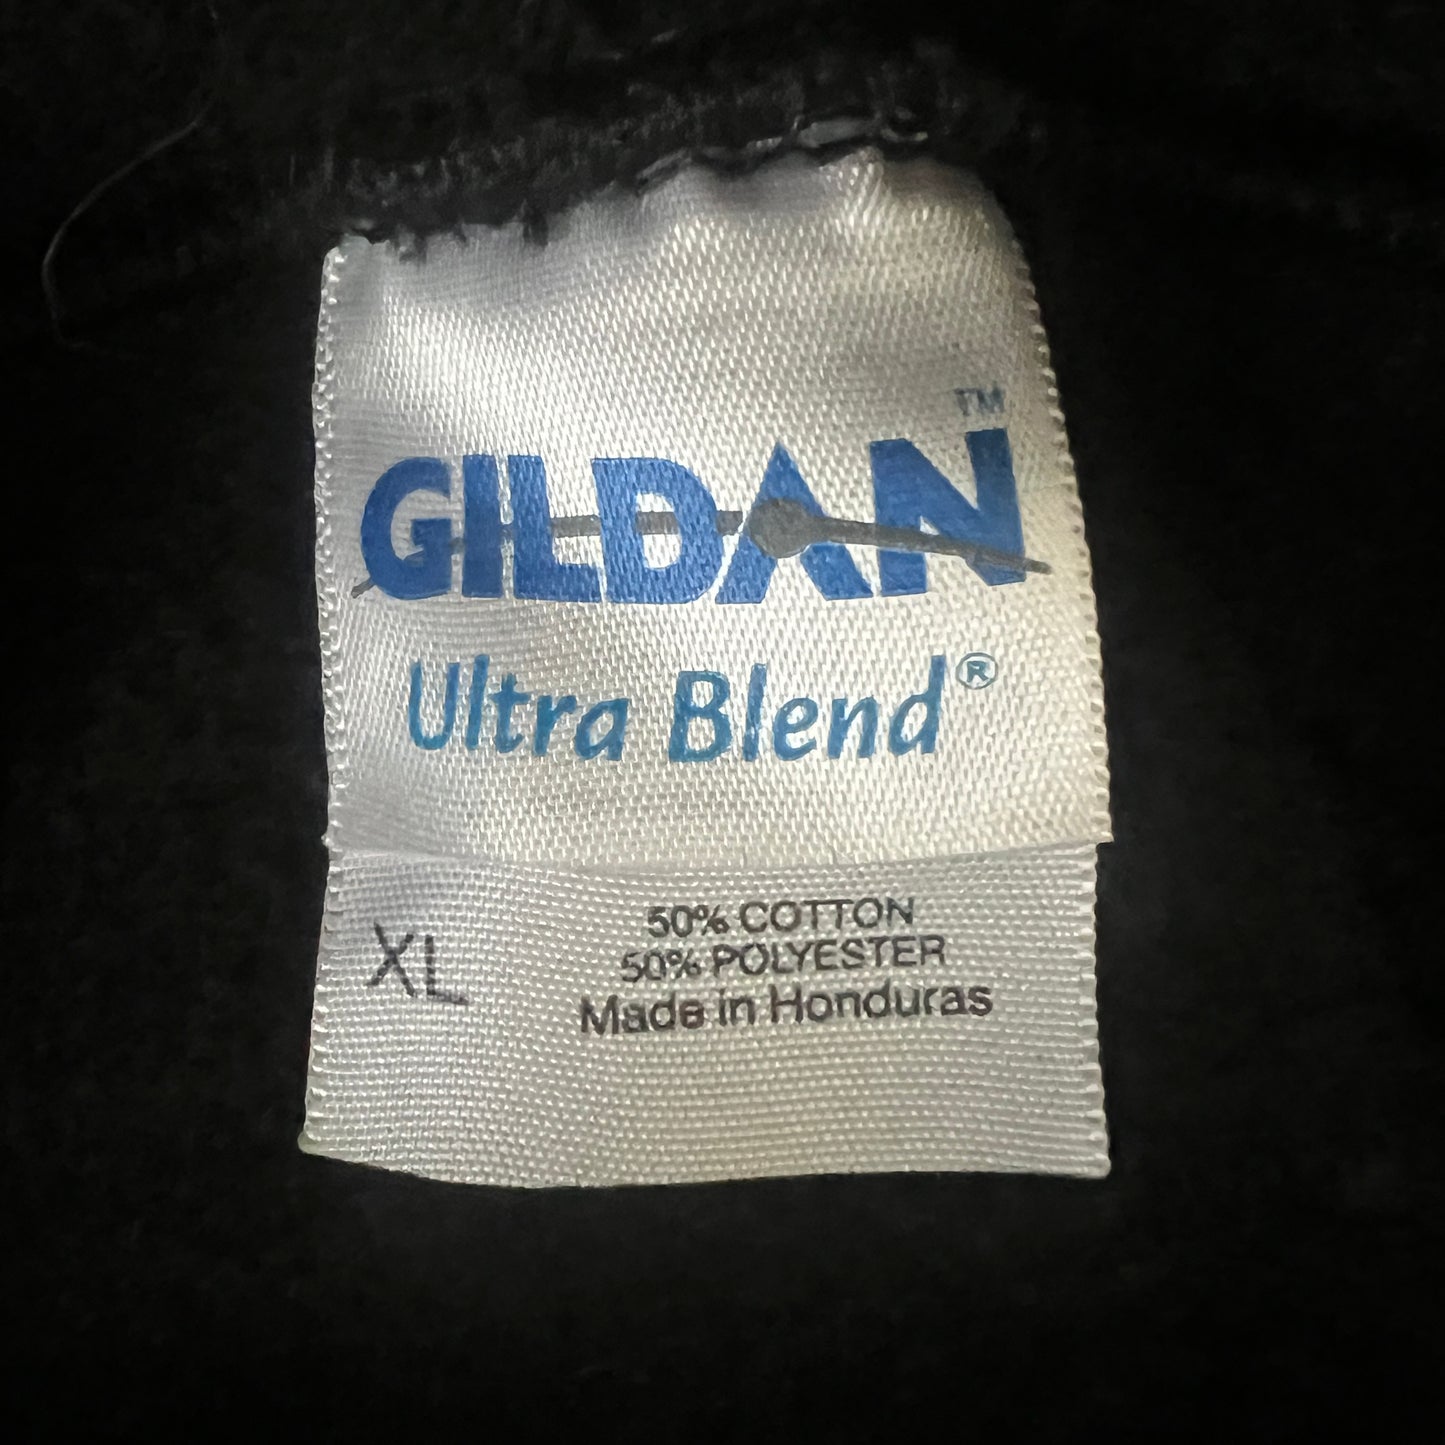 GILDAN™
Ultra Blend®
XL
50% COTTON
50% POLYESTER
Made in Honduras